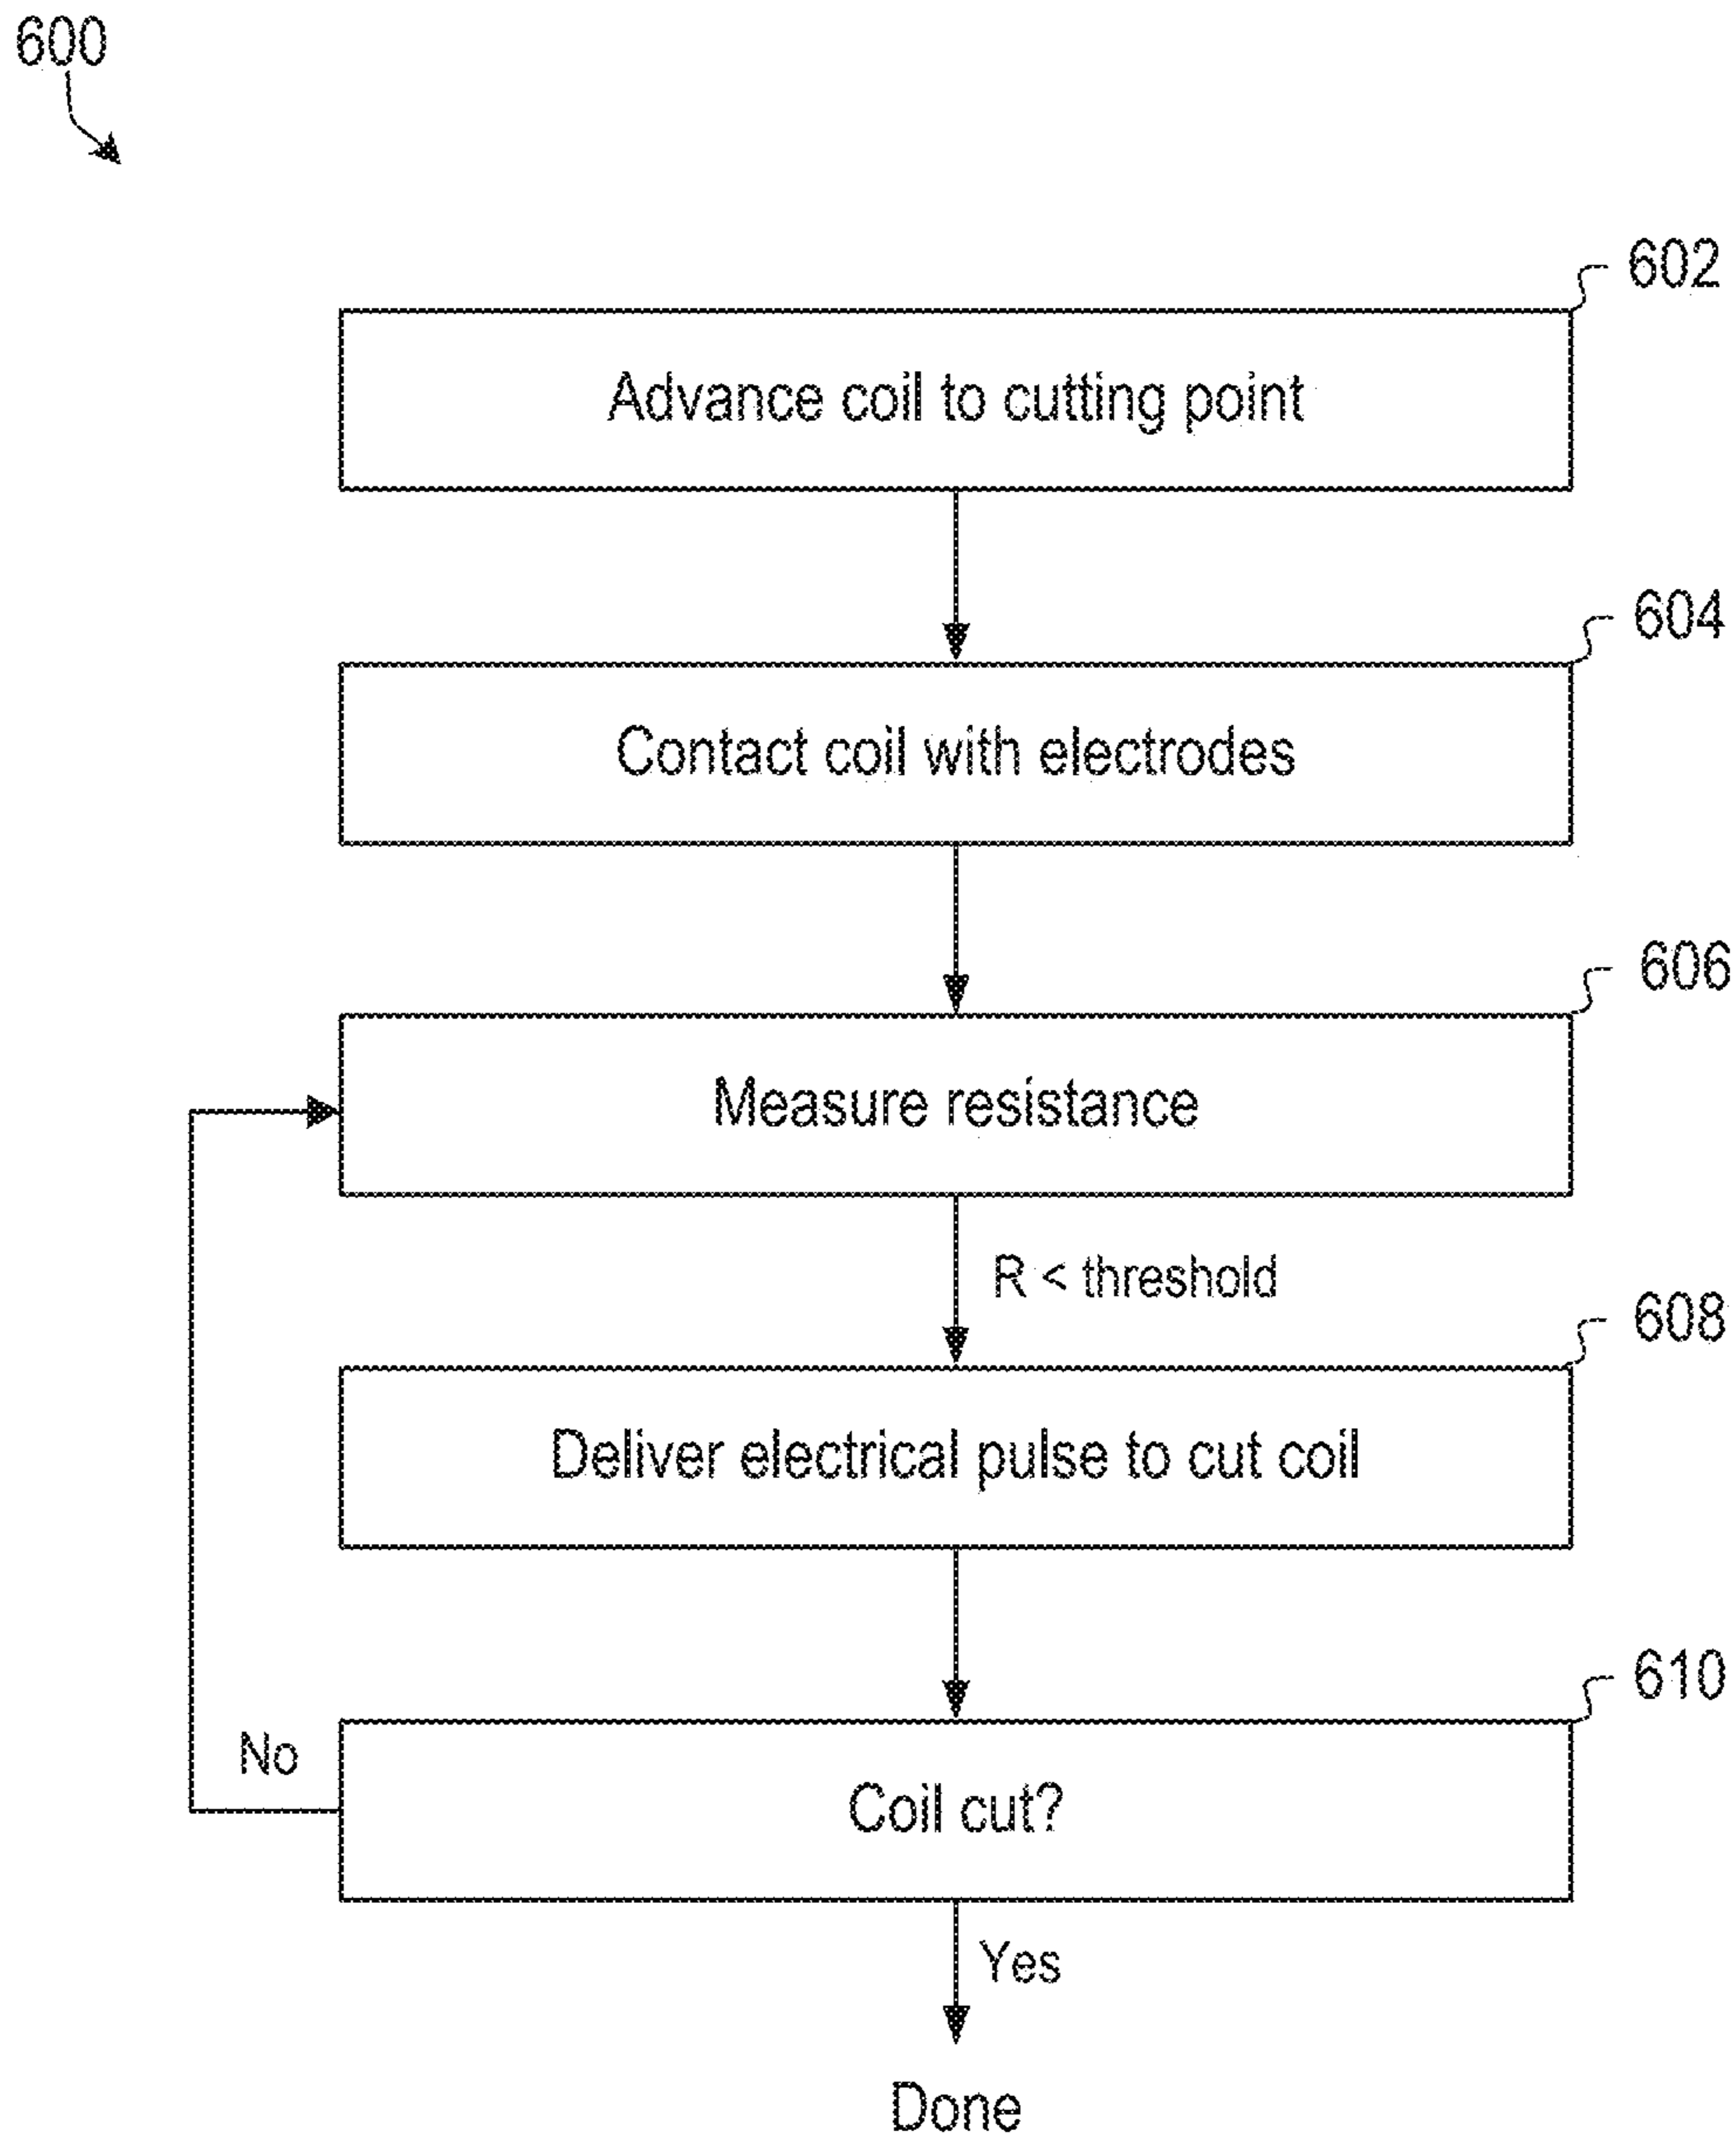 600
602
Advance coil to cutting point
604
Contact coil with electrodes
606
Measure resistance
R < threshold
608
Deliver electrical pulse to cut coil
610
No
Coil cut?
Yes
Done